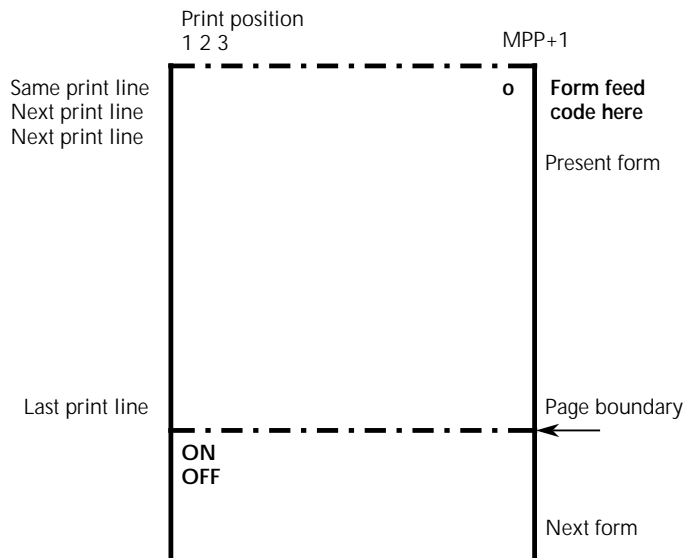 Print position
1 2 3
MPP+1
Same print line
Next print line
Next print line
o
Form feed
code here
Present form
Last print line
Page boundary
ON
OFF
Next form